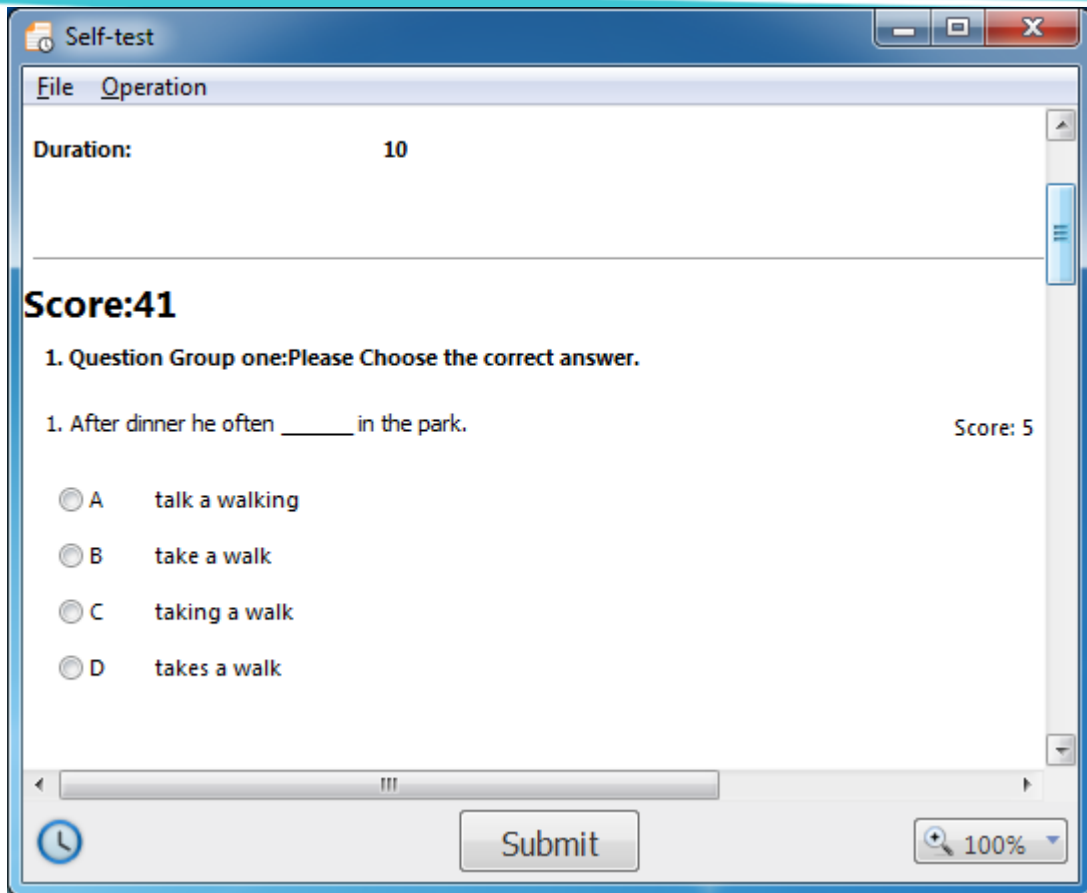 Self-test
File Operation
Duration: 10
Score:41
1. Question Group one:Please Choose the correct answer.
1. After dinner he often ______ in the park.
Score: 5
A talk a walking
B take a walk
C taking a walk
D takes a walk
Submit
100%